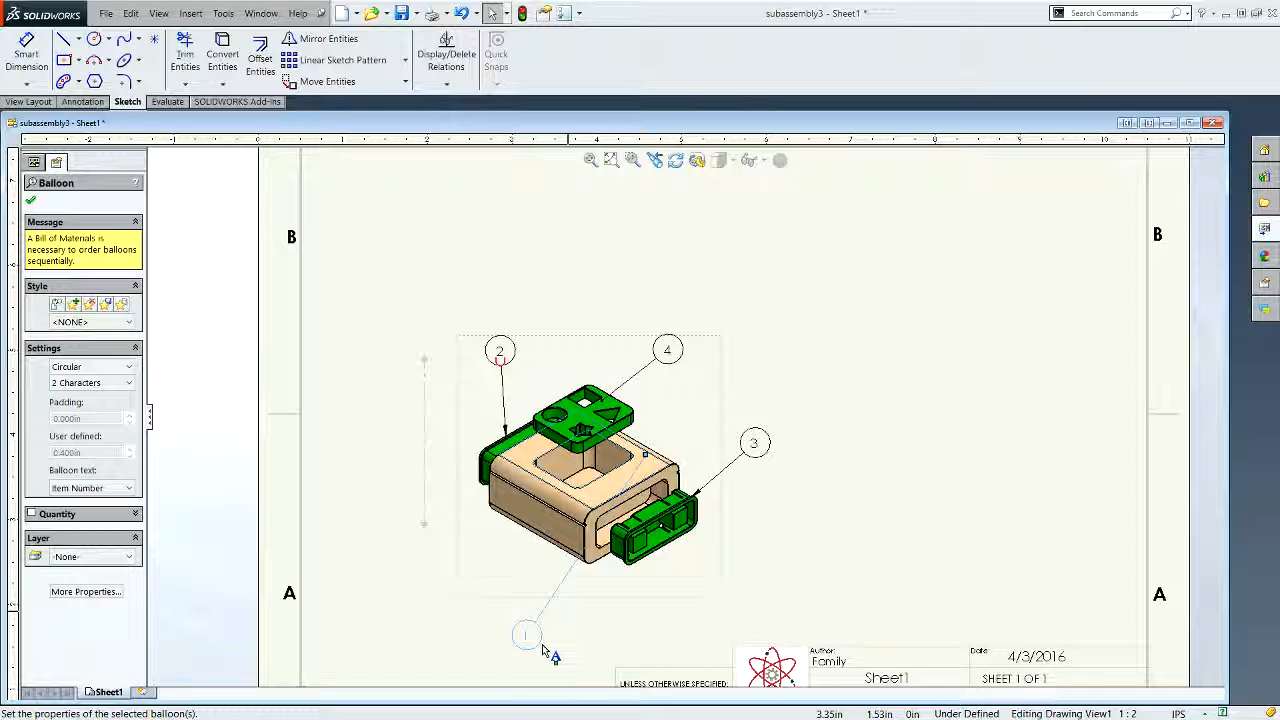 SOLIDWORKS File Edit View Insert Tools Window Help subassembly3 - Sheet1 * Search Commands
Smart Dimension
Trim Entities
Convert Entities
Offset Entities
Mirror Entities
Linear Sketch Pattern
Move Entities
Display/Delete Relations
Quick Snaps
View Layout Annotation Sketch Evaluate SOLIDWORKS Add-Ins
subassembly3 - Sheet1 *
Balloon ?
Message
A Bill of Materials is
necessary to order balloons
sequentially.
Style
<NONE>
Settings
Circular
2 Characters
Padding:
0.000in
User defined:
0.400in
Balloon text:
Item Number
Quantity
Layer
-None-
More Properties...
B B
2 4
3
A A
1
UNLESS OTHERWISE SPECIFIED:
Author:
Family
Date: 4/3/2016
Sheet1 SHEET 1 OF 1
Sheet1
Set the properties of the selected balloon(s). 3.35in 1.53in 0in Under Defined Editing Drawing View1 1 : 2 IPS